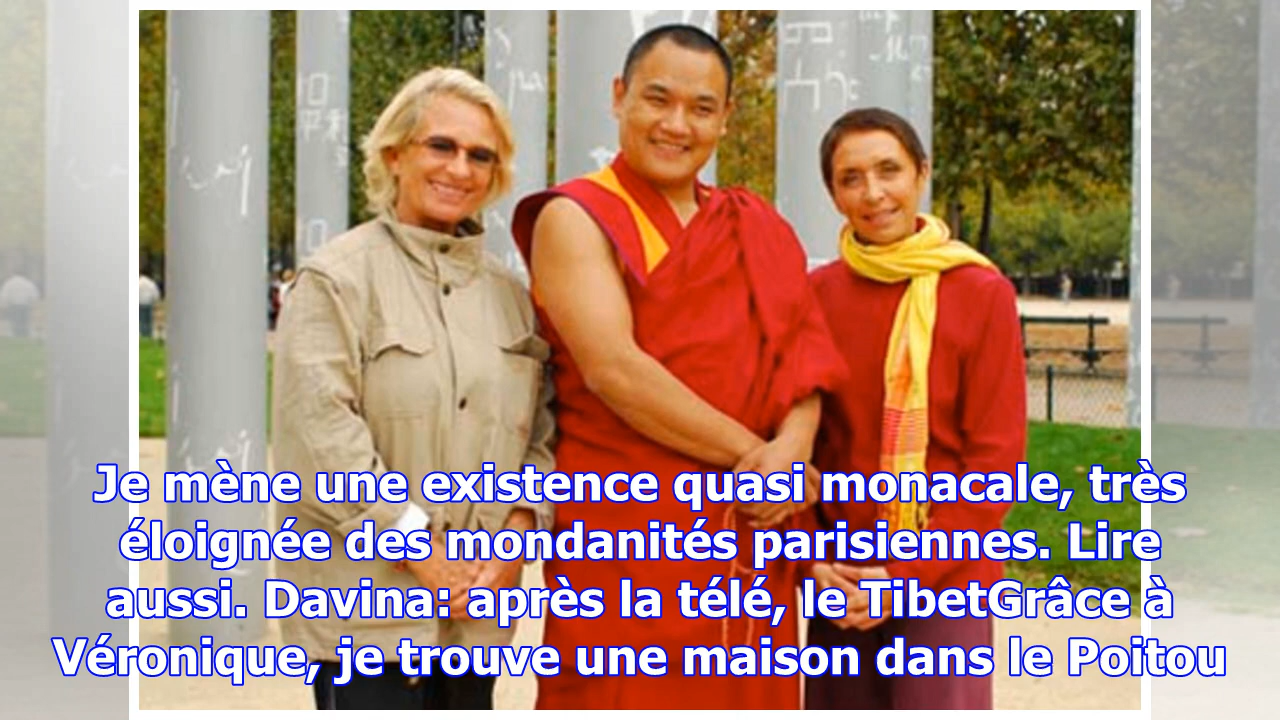 Je mène une existence quasi monacale, très
éloignée des mondanités parisiennes. Lire
aussi. Davina: après la télé, le TibetGrâce à
Véronique, je trouve une maison dans le Poitou